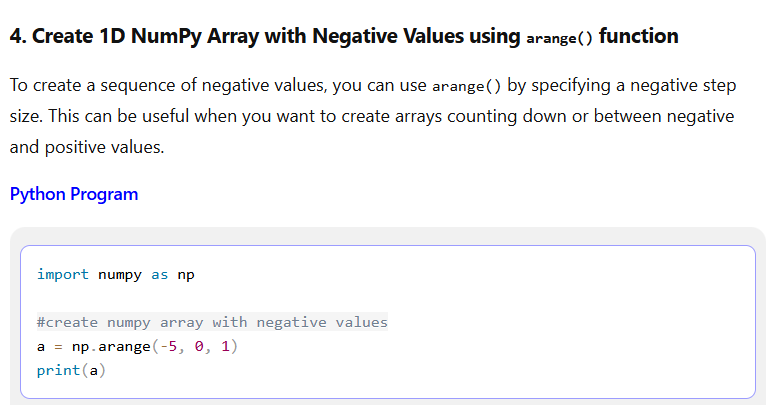 4. Create 1D NumPy Array with Negative Values using arange() function
To create a sequence of negative values, you can use arange() by specifying a negative step
size. This can be useful when you want to create arrays counting down or between negative
and positive values.
Python Program
import numpy as np
#create numpy array with negative values
a = np.arange(-5, 0, 1)
print(a)